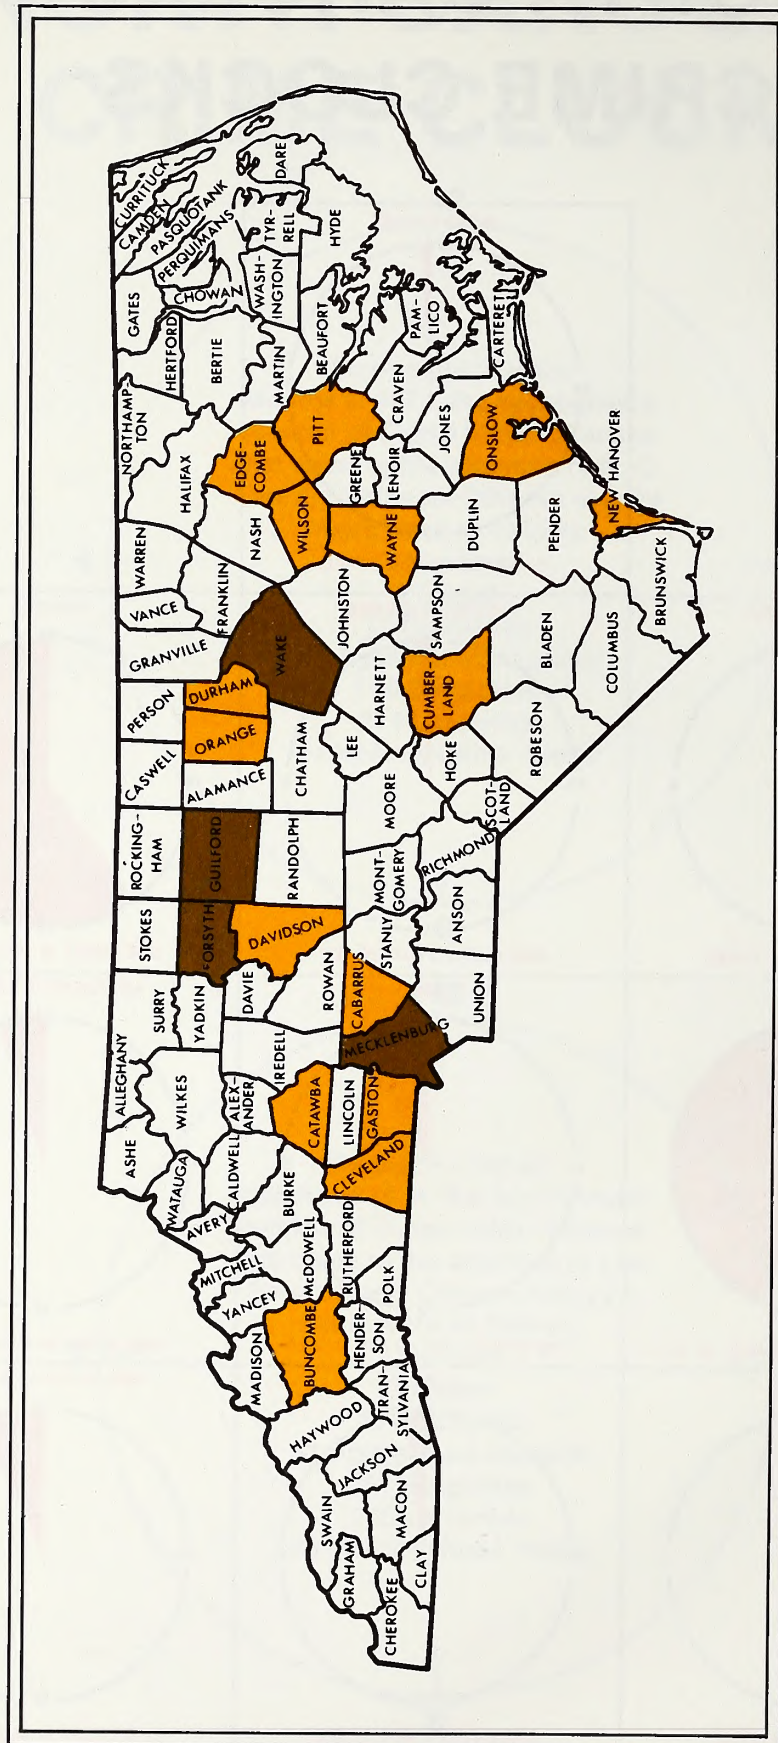 CURRITUCK
CAMDEN
PASQUOTANK
PERQUIMANS
DARE
TYR-
RELL
HYDE
GATES
CHOWAN
WASH-
INGTON
HERTFORD
BERTIE
MARTIN
BEAUFORT
PAM-
LICO
CARTERET
NORTHAMP-
TON
HALIFAX
EDGE-
COMBE
PITT
CRAVEN
GREENE
LENOIR
JONES
ONSLOW
NEW HANOVER
WARREN
NASH
WILSON
WAYNE
DUPLIN
PENDER
BRUNSWICK
VANCE
FRANKLIN
JOHNSTON
SAMPSON
BLADEN
COLUMBUS
GRANVILLE
WAKE
HARNETT
CUMBER-
LAND
PERSON
DURHAM
ORANGE
CHATHAM
LEE
HOKE
ROBESON
CASWELL
ALAMANCE
MOORE
SCOT-
LAND
ROCKING-
HAM
GUILFORD
RANDOLPH
MONT-
GOMERY
RICHMOND
STOKES
FORSYTH
DAVIDSON
STANLY
ANSON
SURRY
YADKIN
DAVIE
ROWAN
CABARRUS
UNION
MECKLENBURG
ALLEGHANY
WILKES
ALEX-
ANDER
IREDELL
CATAWBA
LINCOLN
GASTON
ASHE
WATAUGA
CALDWELL
BURKE
CLEVELAND
AVERY
MITCHELL
McDOWELL
RUTHERFORD
POLK
YANCEY
MADISON
BUNCOMBE
HENDER-
SON
HAYWOOD
TRAN-
SYLVANIA
JACKSON
SWAIN
MACON
GRAHAM
CHEROKEE
CLAY